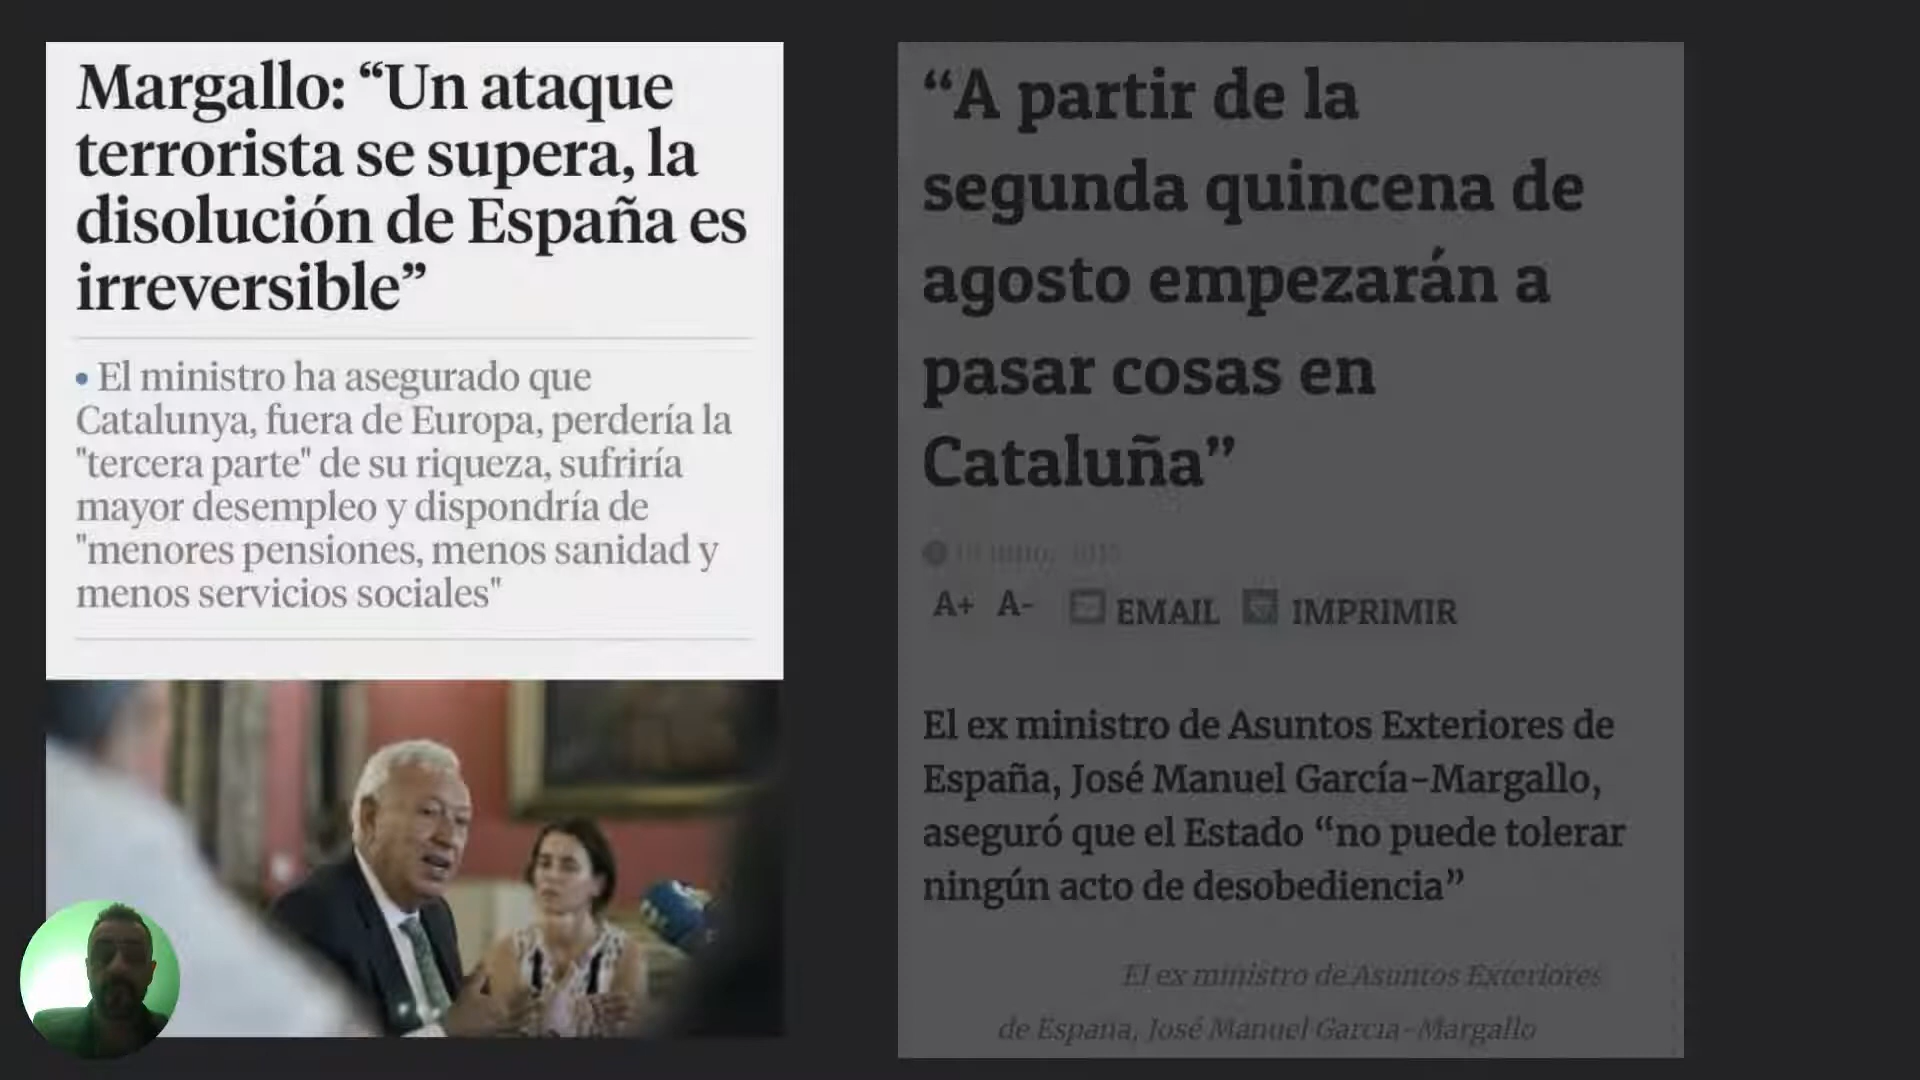 Margallo: “Un ataque
terrorista se supera, la
disolución de España es
irreversible”
• El ministro ha asegurado que
Catalunya, fuera de Europa, perdería la
"tercera parte" de su riqueza, sufriría
mayor desempleo y dispondría de
"menores pensiones, menos sanidad y
menos servicios sociales"
“A partir de la
segunda quincena de
agosto empezarán a
pasar cosas en
Cataluña”
A+ A- EMAIL IMPRIMIR
El ex ministro de Asuntos Exteriores de
España, José Manuel García-Margallo,
aseguró que el Estado “no puede tolerar
ningún acto de desobediencia”
El ex ministro de Asuntos Exteriores
de España, José Manuel García-Margallo